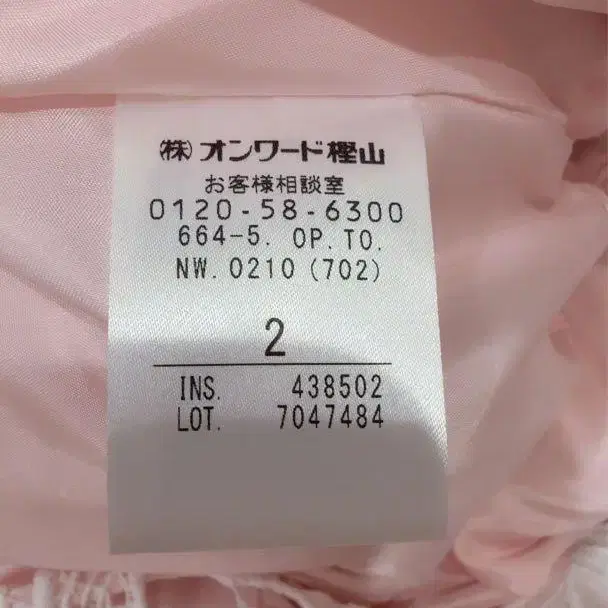 ㈱オンワード樫山
お客様相談室
0120-58-6300
664-5. OP.TO.
NW.0210(702)
2
INS. 438502
LOT. 7047484